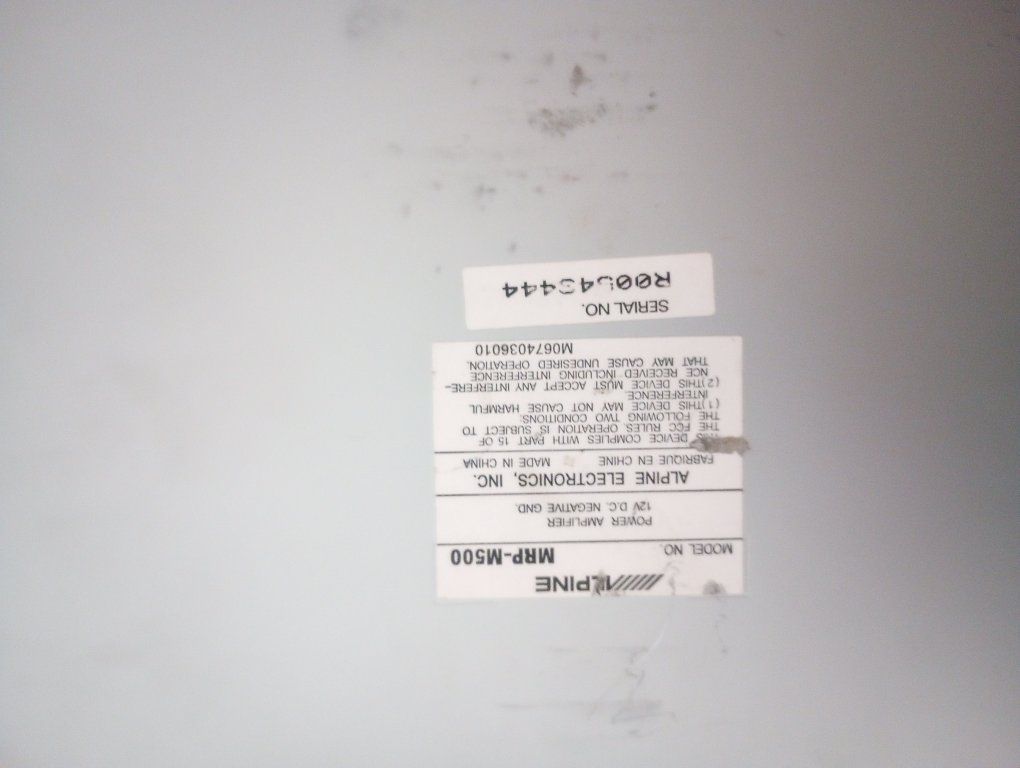 ALPINE
MODEL NO. MRP-M500
POWER AMPLIFIER
12V D.C. NEGATIVE GND.
ALPINE ELECTRONICS, INC.
FABRIQUE EN CHINE MADE IN CHINA
THIS DEVICE COMPLIES WITH PART 15 OF
THE FCC RULES. OPERATION IS SUBJECT TO
THE FOLLOWING TWO CONDITIONS:
(1)THIS DEVICE MAY NOT CAUSE HARMFUL
INTERFERENCE.
(2)THIS DEVICE MUST ACCEPT ANY INTERFERE-
NCE RECEIVED INCLUDING INTERFERENCE
THAT MAY CAUSE UNDESIRED OPERATION.
M0674036010
SERIAL NO.